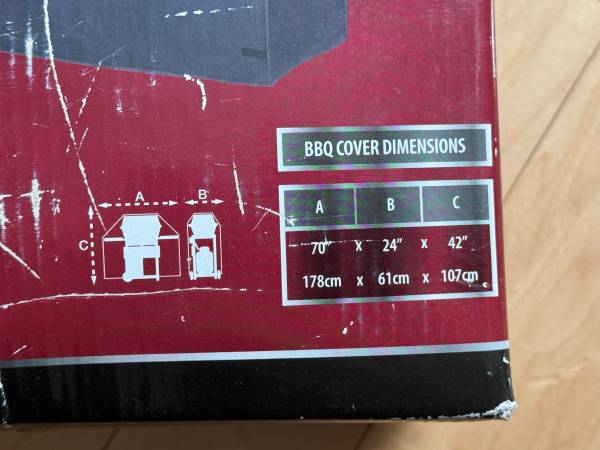 BBQ COVER DIMENSIONS
A B
C
A B C
70" x 24" x 42"
178cm x 61cm x 107cm